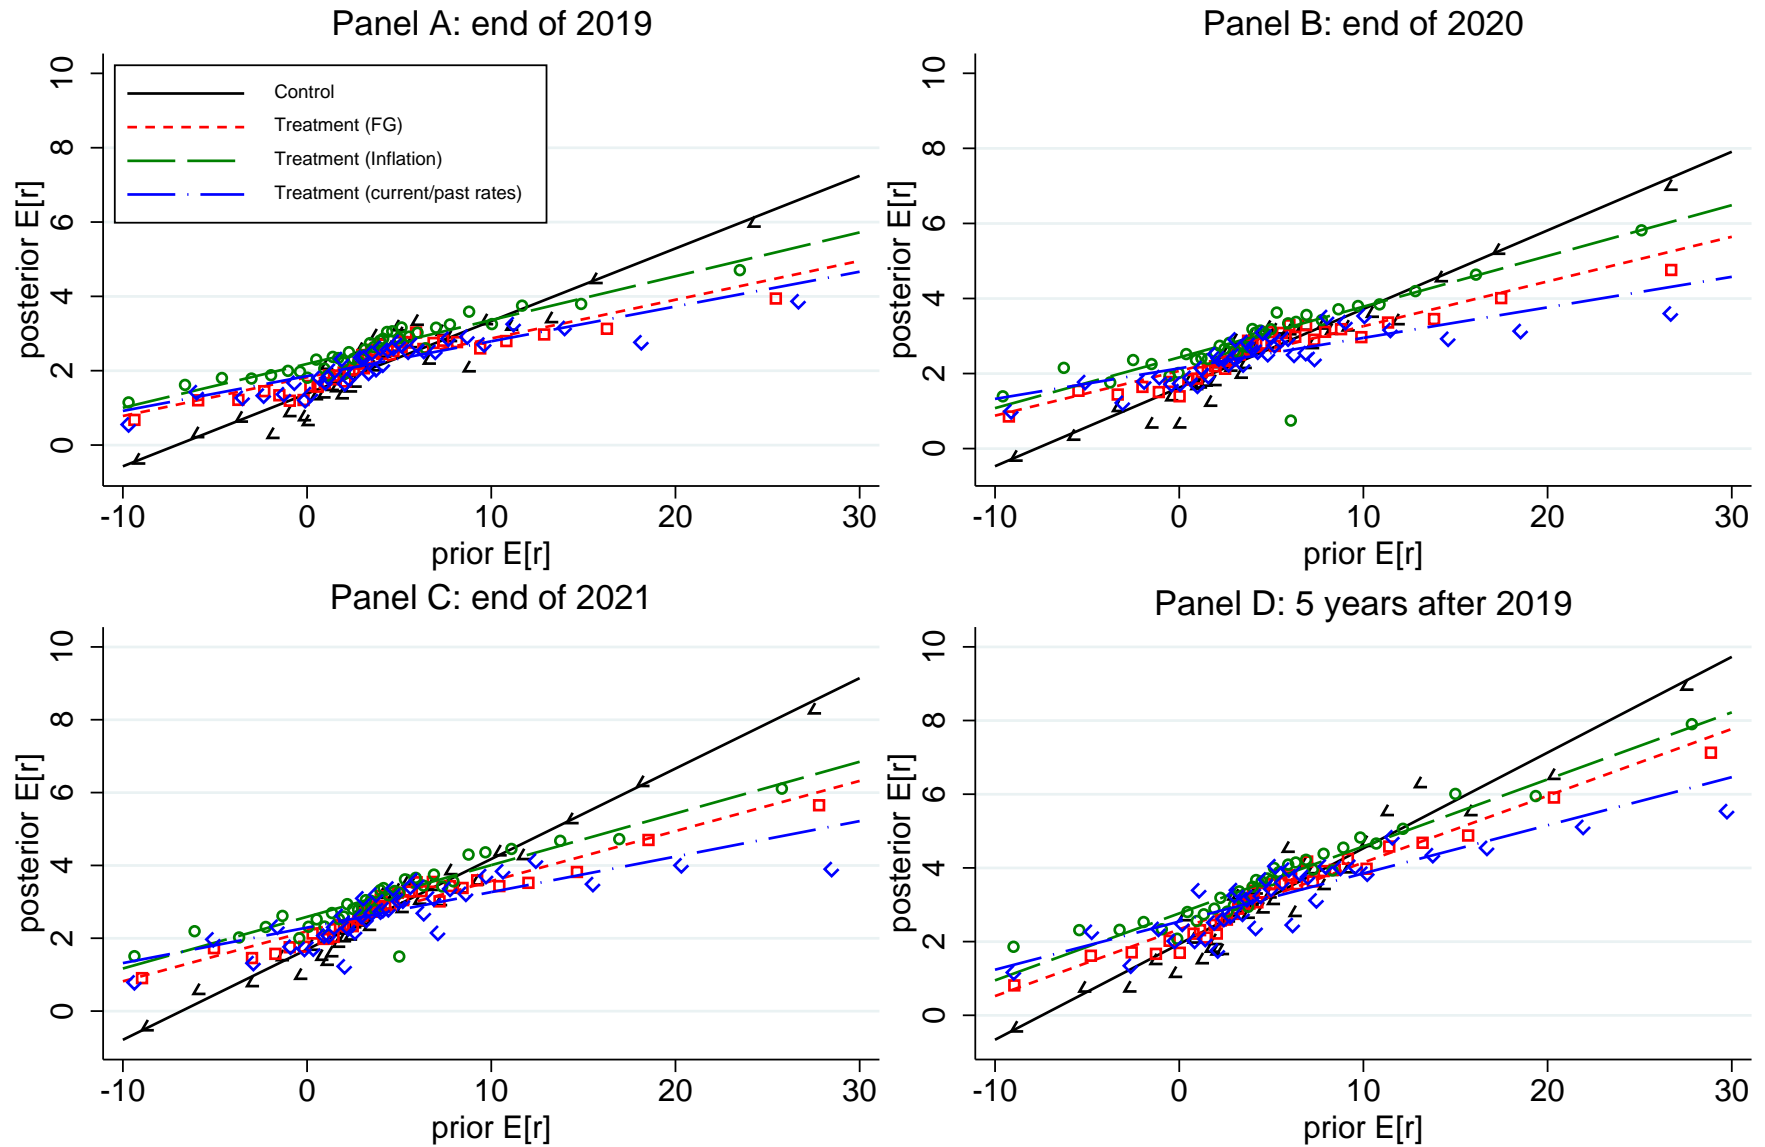 Panel A: end of 2019
posterior E[r]
10
8
6
4
2
0
Control
Treatment (FG)
Treatment (Inflation)
Treatment (current/past rates)
-10 0 10 20 30
prior E[r]
Panel B: end of 2020
posterior E[r]
10
8
6
4
2
0
-10 0 10 20 30
prior E[r]
Panel C: end of 2021
posterior E[r]
10
8
6
4
2
0
-10 0 10 20 30
prior E[r]
Panel D: 5 years after 2019
posterior E[r]
10
8
6
4
2
0
-10 0 10 20 30
prior E[r]